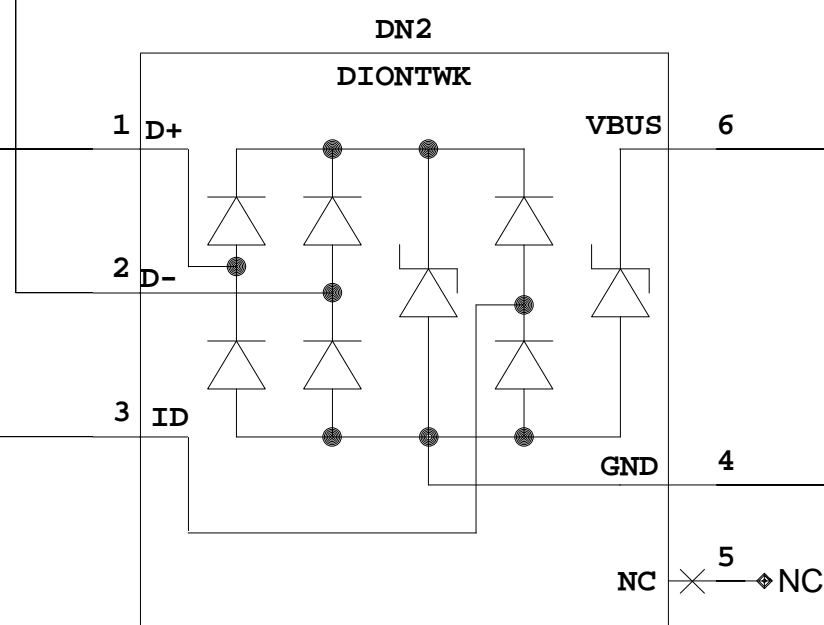 DN2
DIONTWK
1 D+ VBUS 6
2 D-
3 ID
GND 4
NC 5 NC